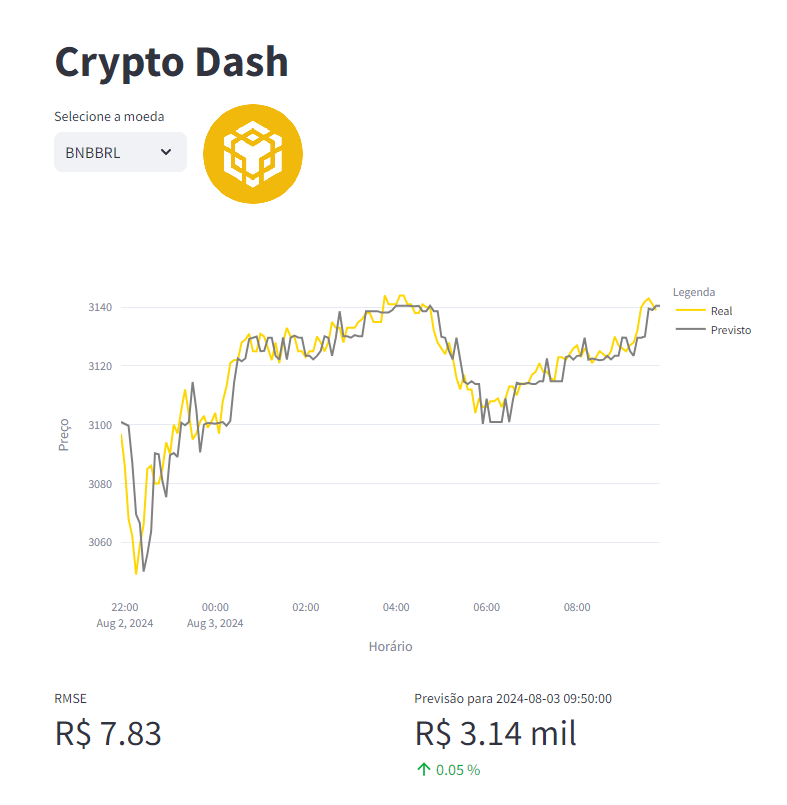 Crypto Dash
Selecione a moeda
BNBBRL
Legenda
Real
Previsto
3140
3120
3100
3080
3060
Preço
22:00
Aug 2, 2024
00:00
Aug 3, 2024
02:00
04:00
06:00
08:00
Horário
RMSE
R$ 7.83
Previsão para 2024-08-03 09:50:00
R$ 3.14 mil
0.05 %